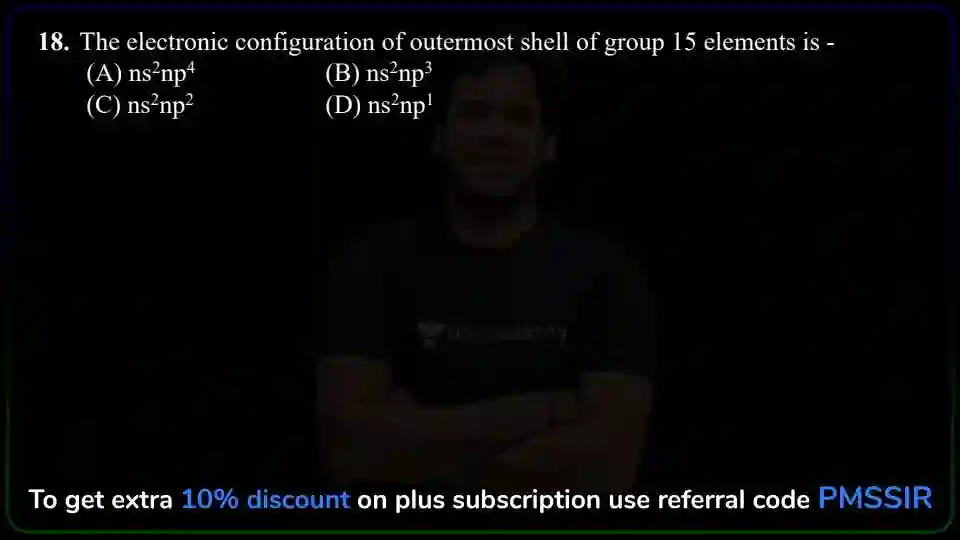 18. The electronic configuration of outermost shell of group 15 elements is -
(A) ns²np⁴ (B) ns²np³
(C) ns²np² (D) ns²np¹
To get extra 10% discount on plus subscription use referral code PMSSIR